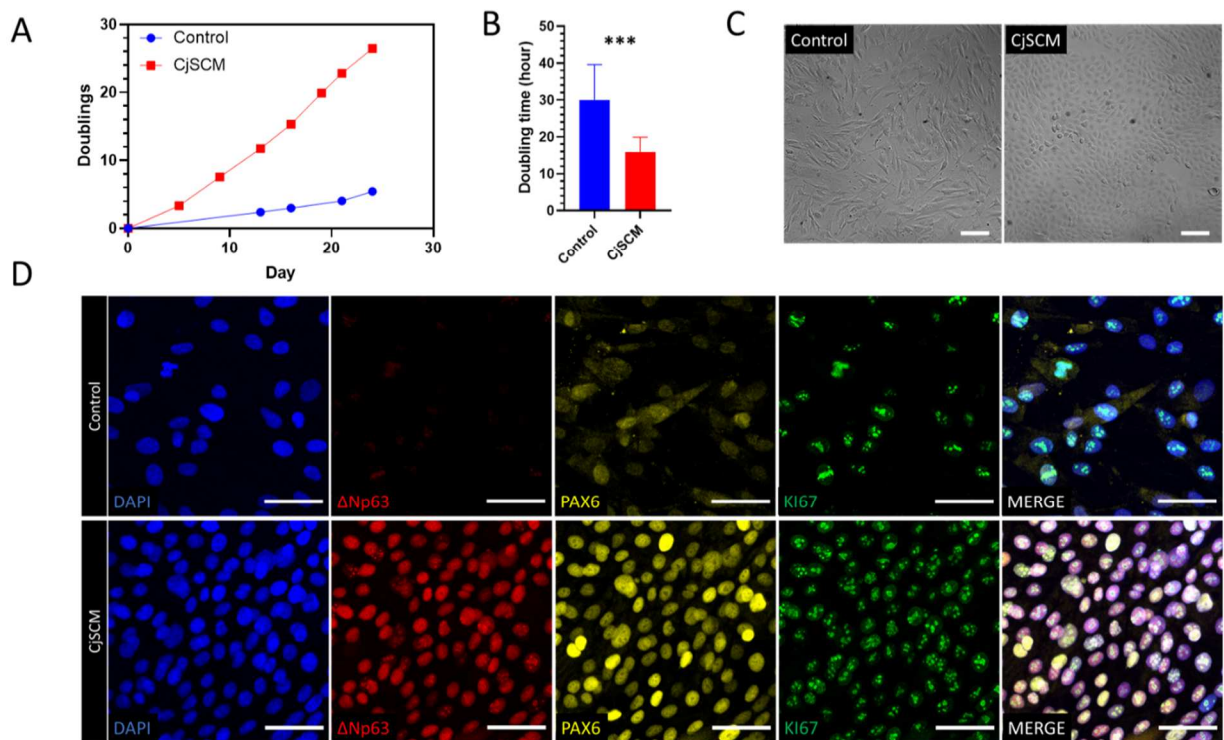 A
Doublings
30
20
10
0
Control
CjSCM
0
10
20
30
Day
B
Doubling time (hour)
50
40
30
20
10
0
***
Control
CjSCM
C
Control
CjSCM
D
Control
DAPI
ΔNp63
PAX6
KI67
MERGE
CjSCM
DAPI
ΔNp63
PAX6
KI67
MERGE